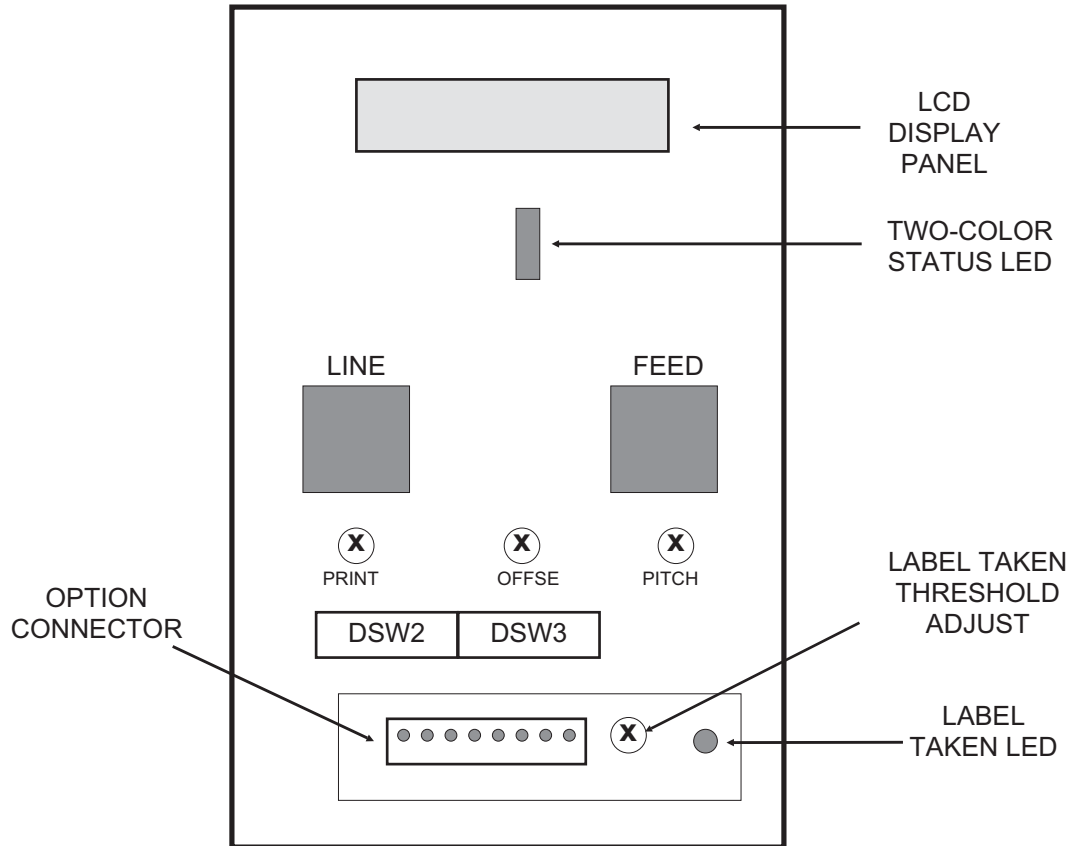 LCD
DISPLAY
PANEL
TWO-COLOR
STATUS LED
LINE
FEED
X
X
X
PRINT
OFFSE
PITCH
LABEL TAKEN
THRESHOLD
ADJUST
OPTION
CONNECTOR
DSW2
DSW3
X
LABEL
TAKEN LED